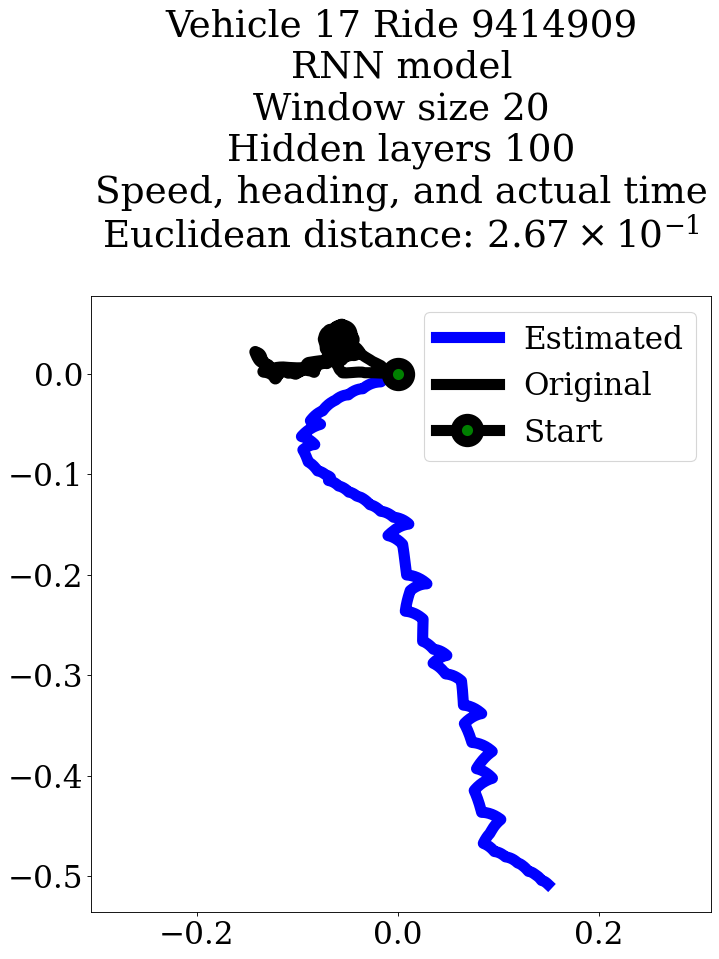 Vehicle 17 Ride 9414909
RNN model
Window size 20
Hidden layers 100
Speed, heading, and actual time
Euclidean distance: 2.67 × 10⁻¹
Estimated
Original
Start
0.0
−0.1
−0.2
−0.3
−0.4
−0.5
−0.2 0.0 0.2